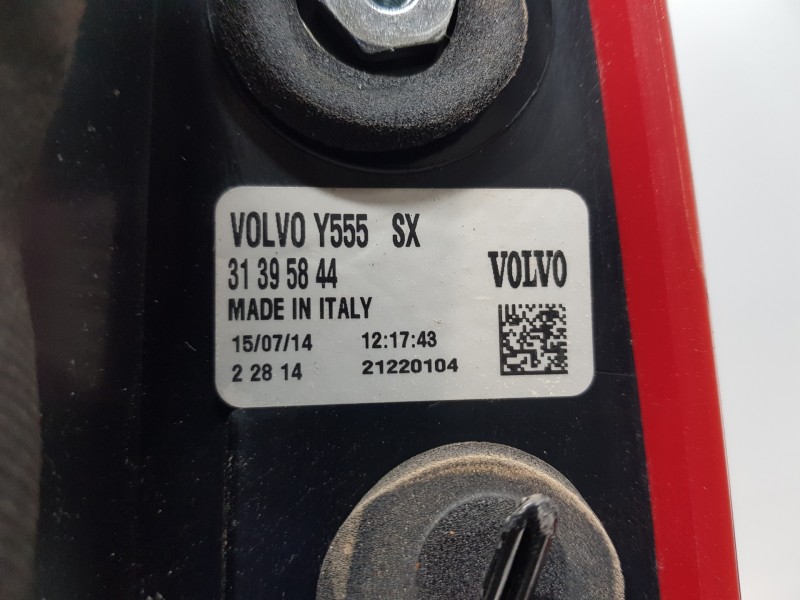 VOLVO Y555 SX
31 39 58 44
VOLVO
MADE IN ITALY
15/07/14 12:17:43
2 28 14 21220104